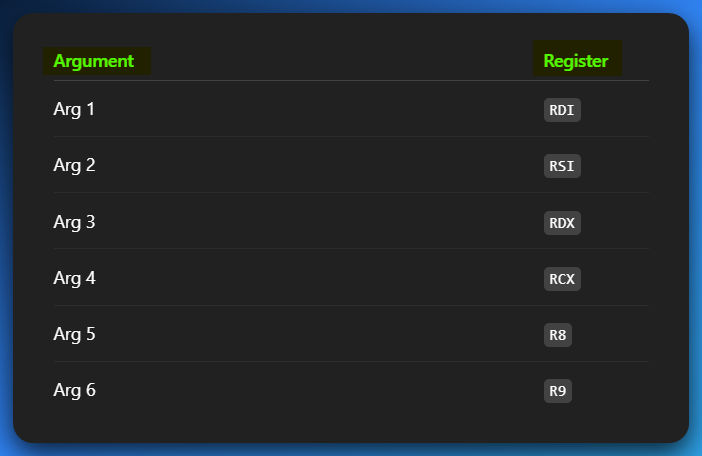 Argument Register
Arg 1 RDI
Arg 2 RSI
Arg 3 RDX
Arg 4 RCX
Arg 5 R8
Arg 6 R9